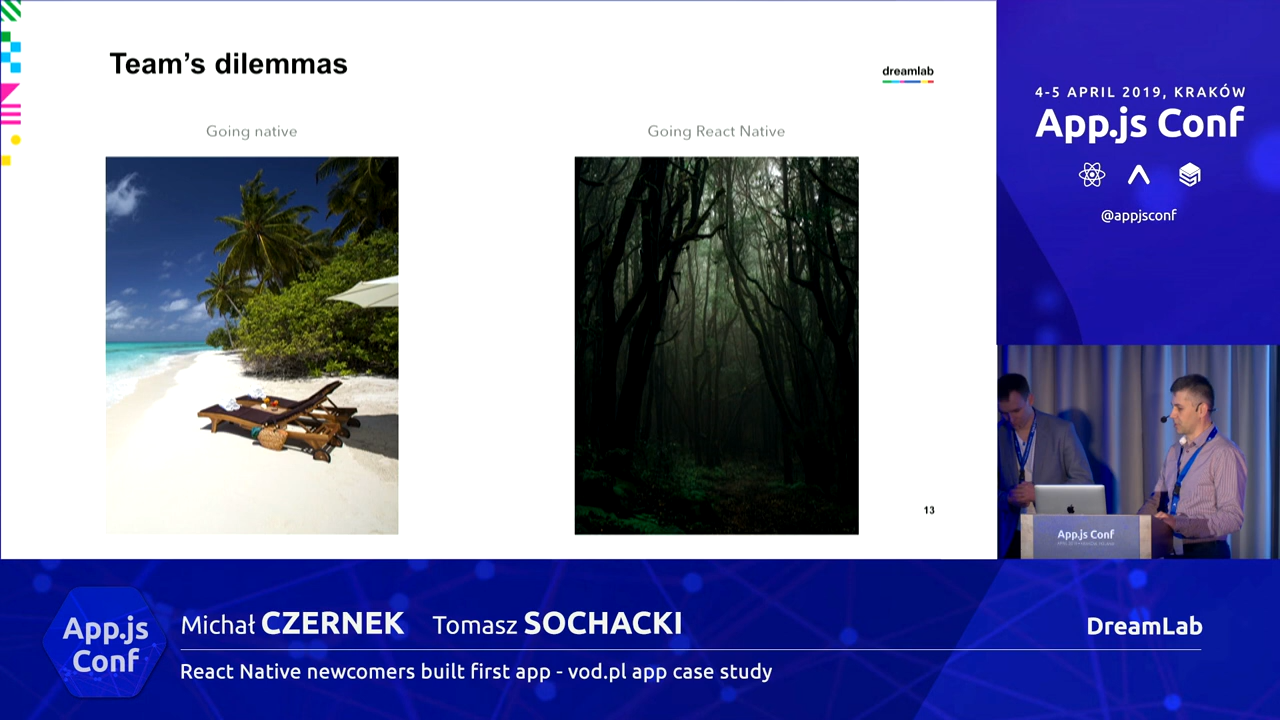 Team's dilemmas
dreamlab
Going native
Going React Native
13
4-5 APRIL 2019, KRAKÓW
App.js Conf
@appjsconf
App.js Conf
App.js
Conf
Michał CZERNEK Tomasz SOCHACKI
DreamLab
React Native newcomers built first app - vod.pl app case study